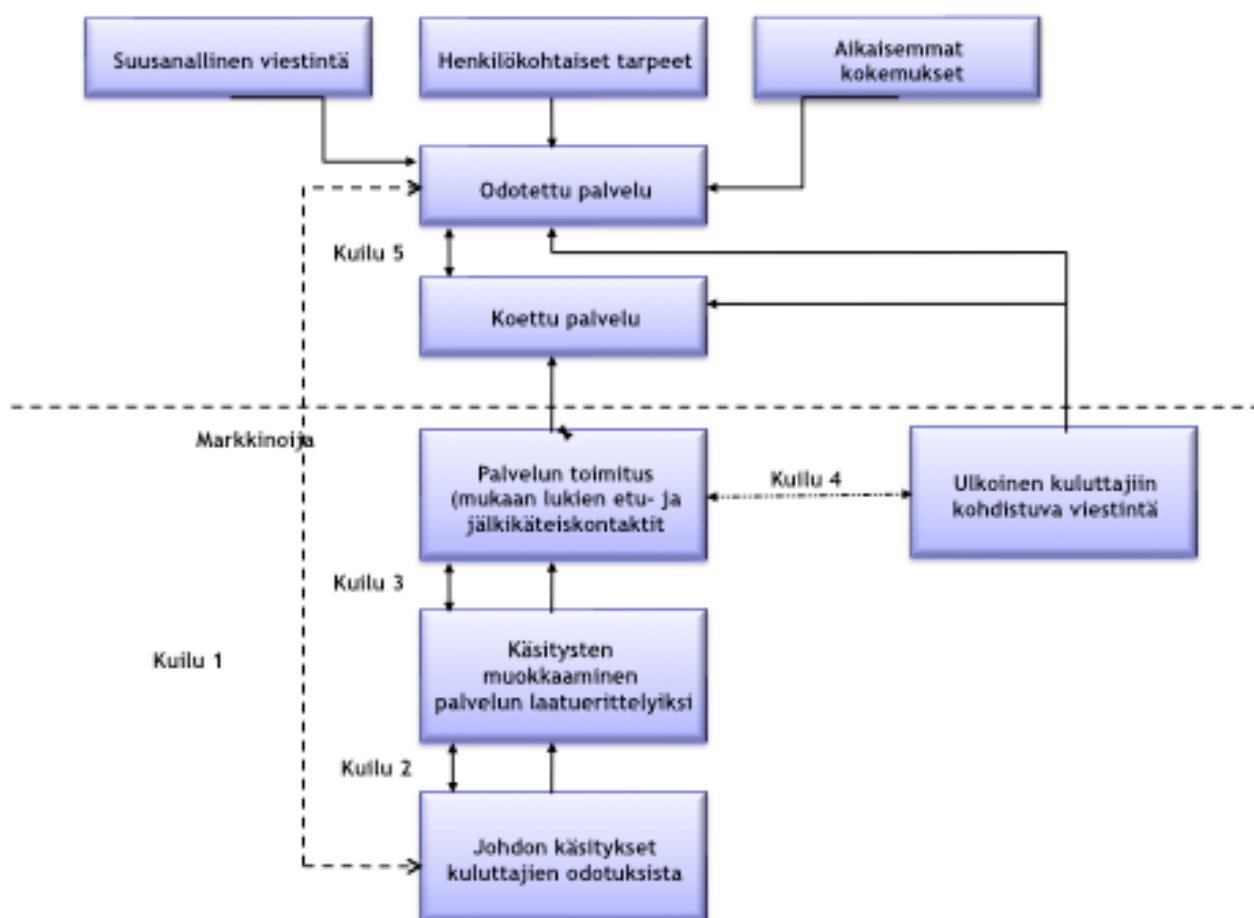 Suusanallinen viestintä
Henkilökohtaiset tarpeet
Aikaisemmat
kokemukset
Odotettu palvelu
Kuilu 5
Koettu palvelu
Markkinoija
Palvelun toimitus
(mukaan lukien etu- ja
jälkikäteiskontaktit
Kuilu 4
Ulkoinen kuluttajiin
kohdistuva viestintä
Kuilu 3
Kuilu 1
Käsitysten
muokkaaminen
palvelun laatuerittelyiksi
Kuilu 2
Johdon käsitykset
kuluttajien odotuksista